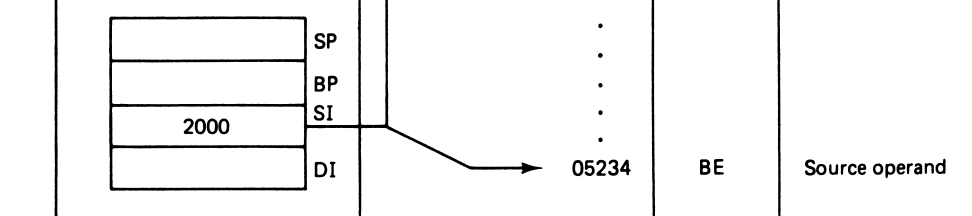 SP
BP
SI
2000
DI
05234 BE Source operand